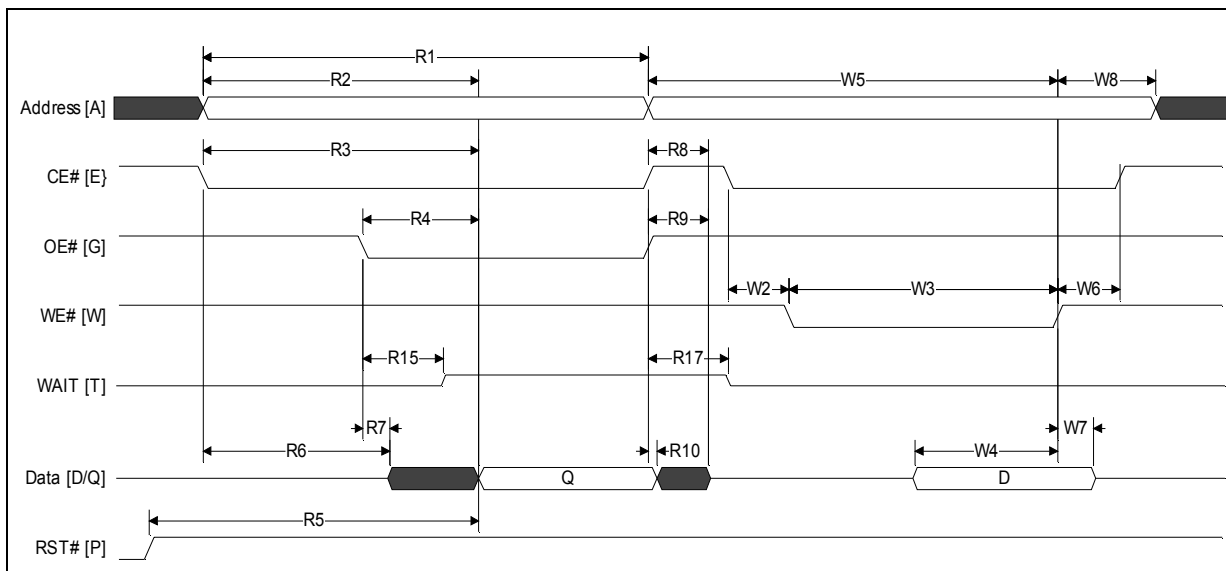 R1
R2 W5 W8
Address [A]
R3 R8
CE# [E}
R4 R9
OE# [G]
W2 W3 W6
WE# [W]
R15 R17
WAIT [T]
R7 W7
R6 R10 W4
Data [D/Q] Q D
R5
RST# [P]